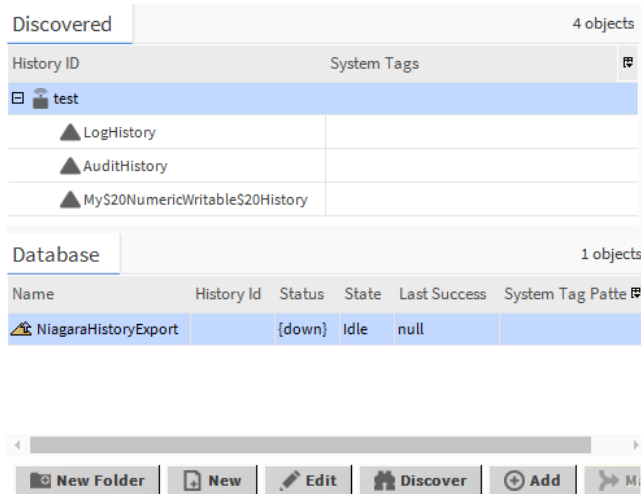 Discovered 4 objects
History ID System Tags
test
LogHistory
AuditHistory
My$20NumericWritable$20History
Database 1 objects
Name History Id Status State Last Success System Tag Patte
NiagaraHistoryExport {down} Idle null
New Folder New Edit Discover Add M